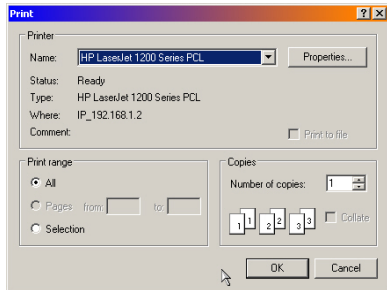 Print
Printer
Name: HP LaserJet 1200 Series PCL Properties...
Status: Ready
Type: HP LaserJet 1200 Series PCL
Where: IP_192.168.1.2
Comment: Print to file
Print range
All
Pages from: to:
Selection
Copies
Number of copies: 1
1 1 2 2 3 3 Collate
OK Cancel